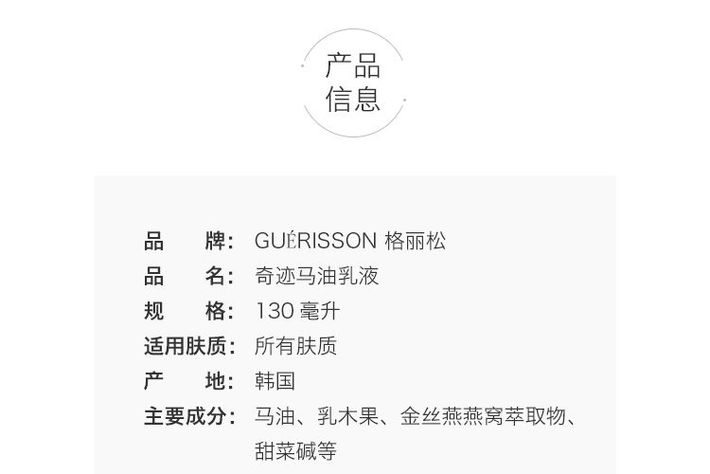 产品
信息
品 牌： GUÉRISSON 格丽松
品 名： 奇迹马油乳液
规 格： 130 毫升
适用肤质： 所有肤质
产 地： 韩国
主要成分： 马油、乳木果、金丝燕燕窝萃取物、
甜菜碱等